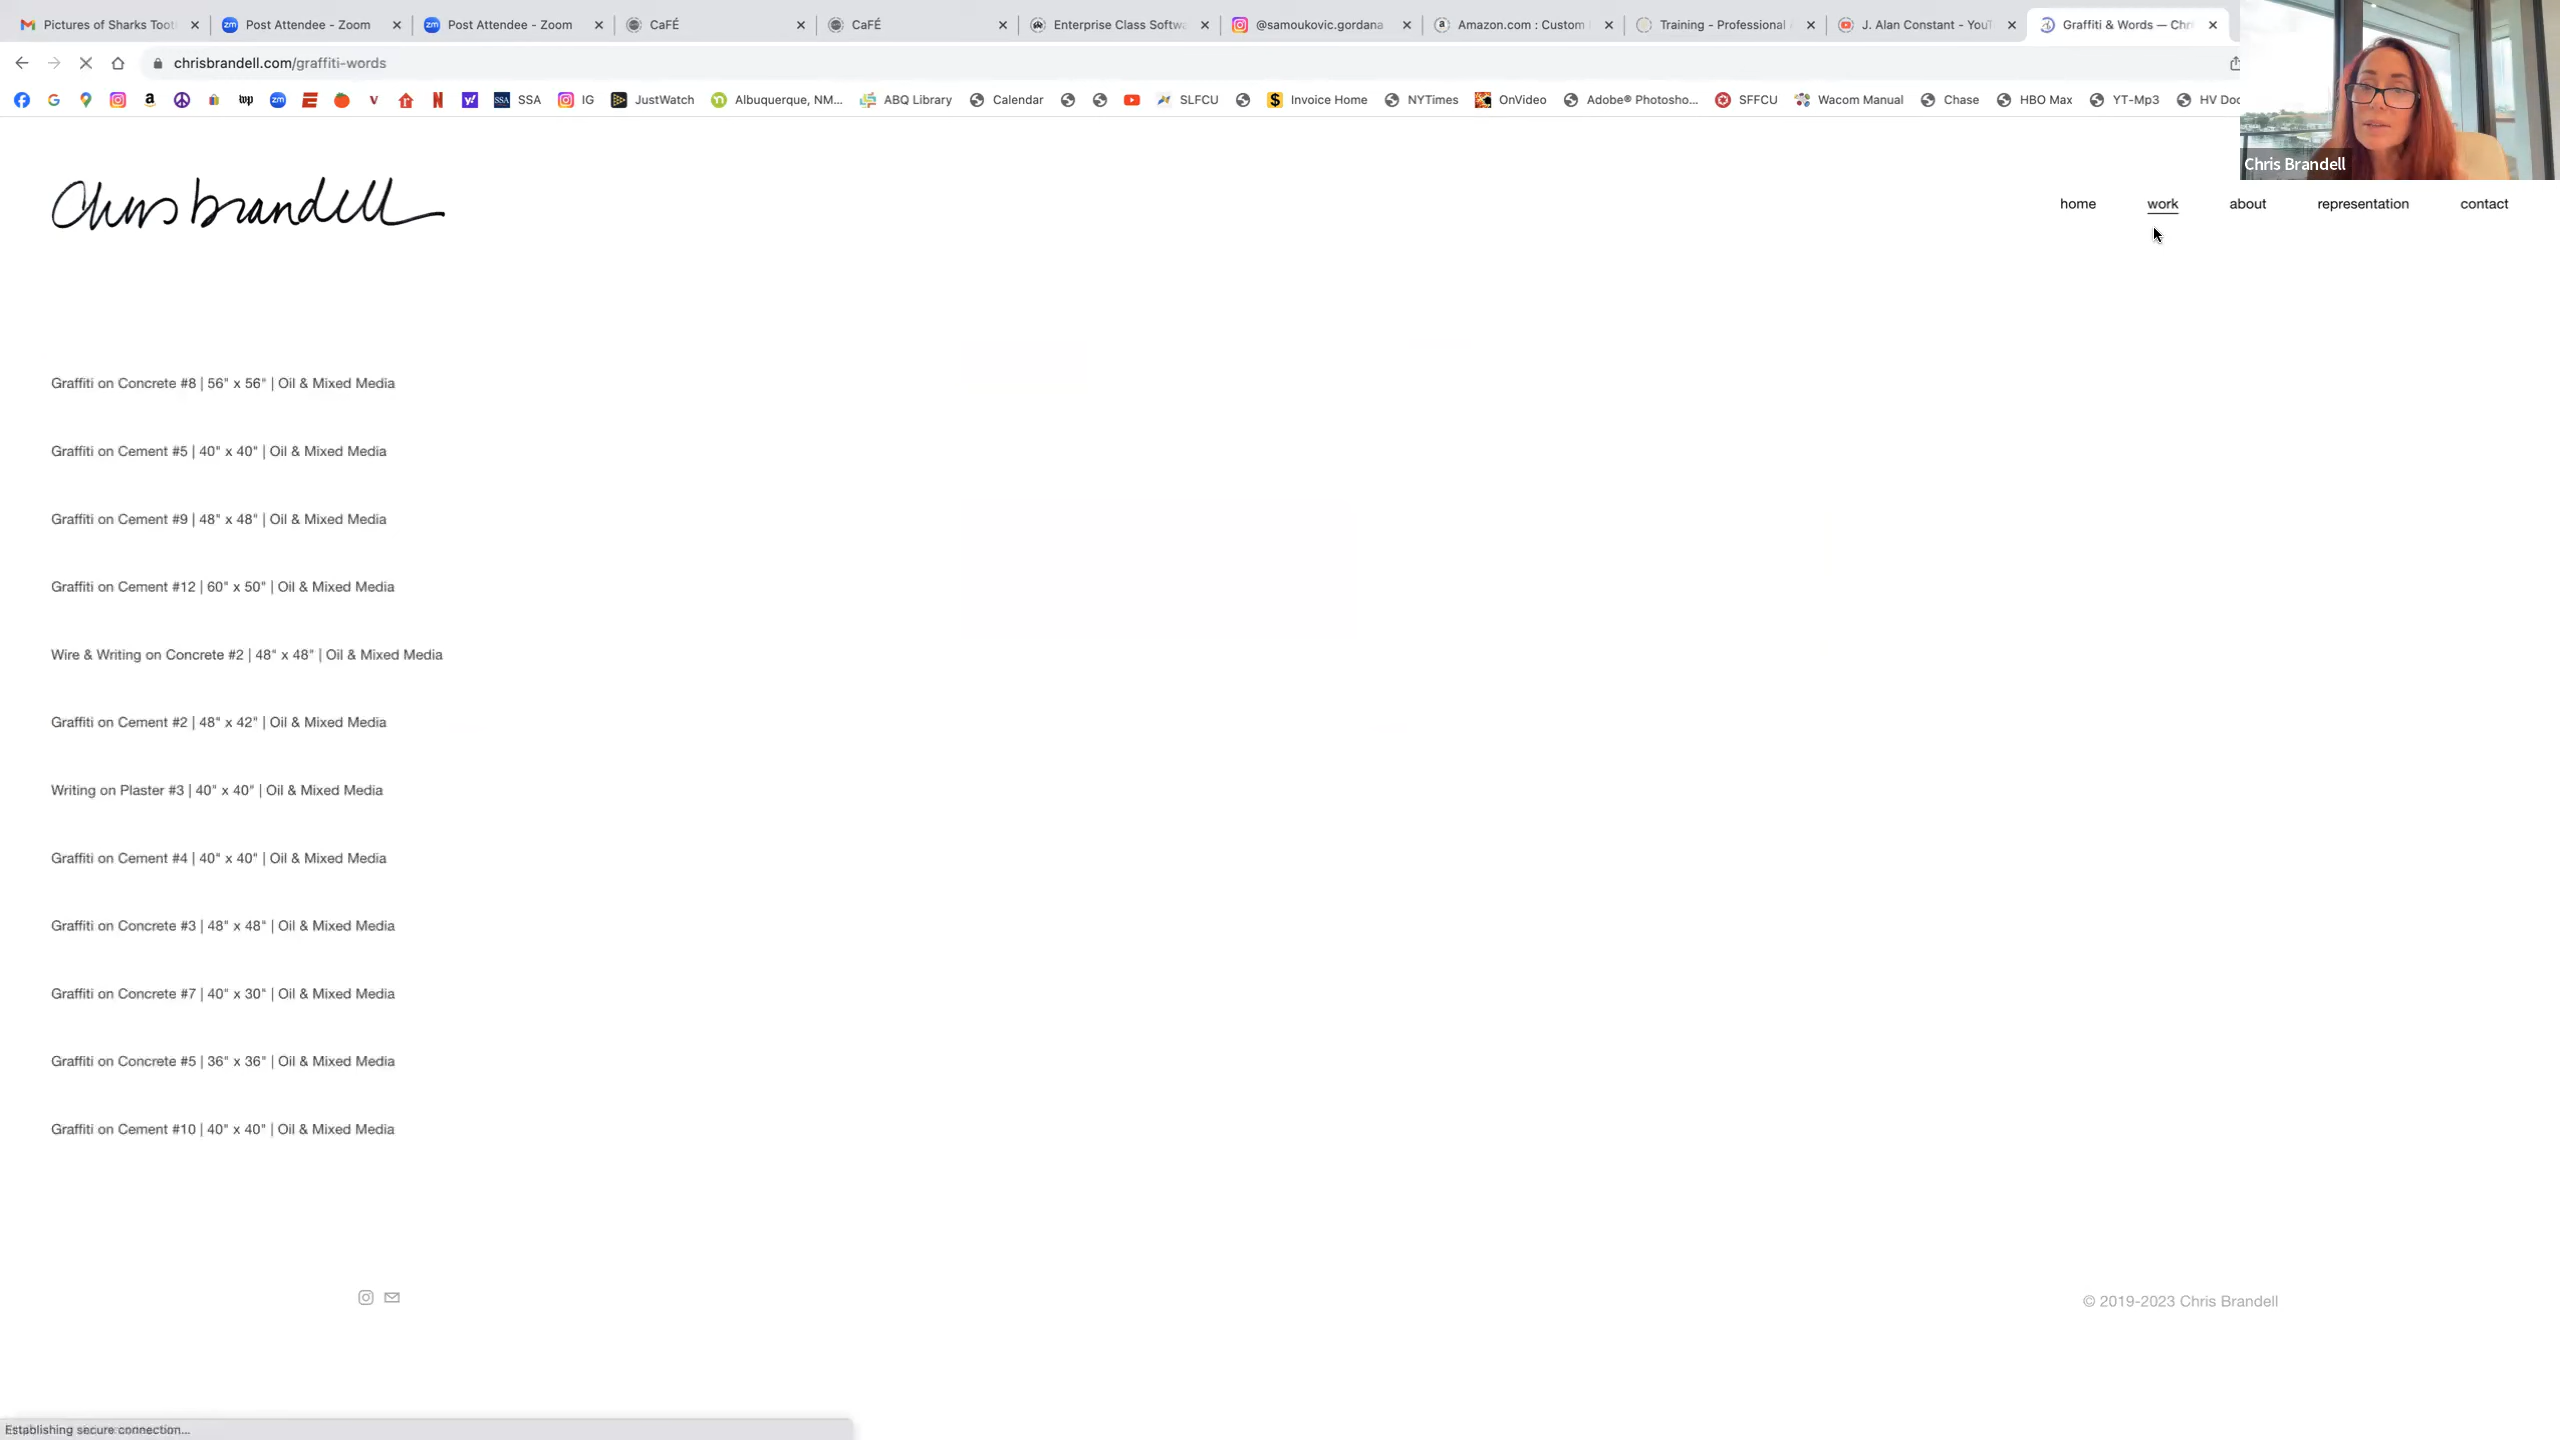 Pictures of Sharks Toot
Post Attendee - Zoom
Post Attendee - Zoom
CaFÉ
CaFÉ
Enterprise Class Softw
@samoukovic.gordana
Amazon.com : Custom
Training - Professional
J. Alan Constant - YouT
Graffiti & Words — Chr
chrisbrandell.com/graffiti-words
SSA
IG
JustWatch
Albuquerque, NM...
ABQ Library
Calendar
SLFCU
Invoice Home
NYTimes
OnVideo
Adobe® Photosho...
SFFCU
Wacom Manual
Chase
HBO Max
YT-Mp3
HV Doc
Chris Brandell
Chris brandell
home work about representation contact
Graffiti on Concrete #8 | 56" x 56" | Oil & Mixed Media
Graffiti on Cement #5 | 40" x 40" | Oil & Mixed Media
Graffiti on Cement #9 | 48" x 48" | Oil & Mixed Media
Graffiti on Cement #12 | 60" x 50" | Oil & Mixed Media
Wire & Writing on Concrete #2 | 48" x 48" | Oil & Mixed Media
Graffiti on Cement #2 | 48" x 42" | Oil & Mixed Media
Writing on Plaster #3 | 40" x 40" | Oil & Mixed Media
Graffiti on Cement #4 | 40" x 40" | Oil & Mixed Media
Graffiti on Concrete #3 | 48" x 48" | Oil & Mixed Media
Graffiti on Concrete #7 | 40" x 30" | Oil & Mixed Media
Graffiti on Concrete #5 | 36" x 36" | Oil & Mixed Media
Graffiti on Cement #10 | 40" x 40" | Oil & Mixed Media
© 2019-2023 Chris Brandell
Establishing secure connection...